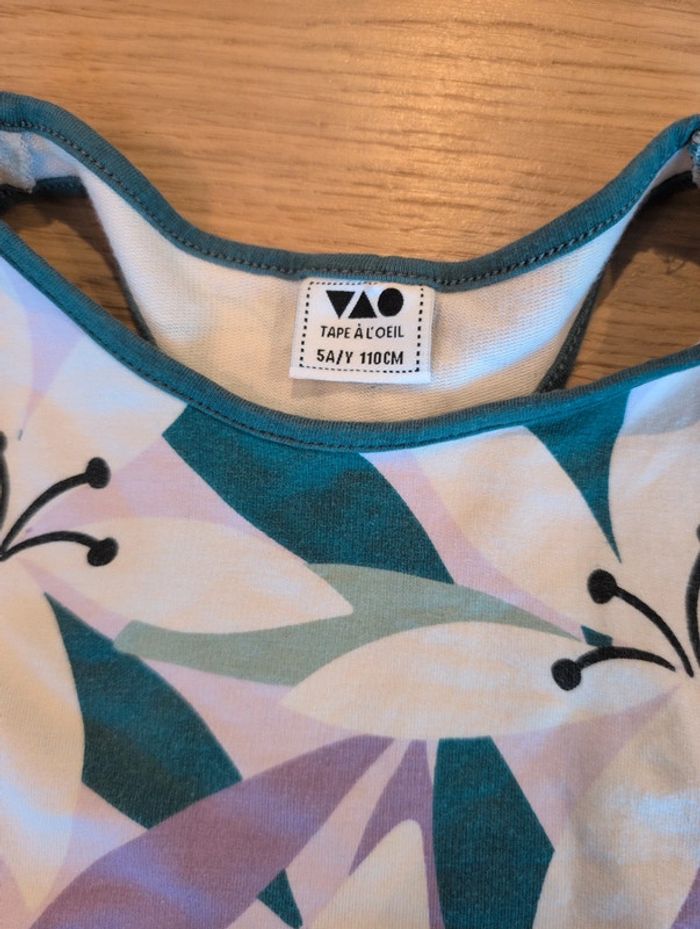 TAPE À L'OEIL
5A/Y 110CM